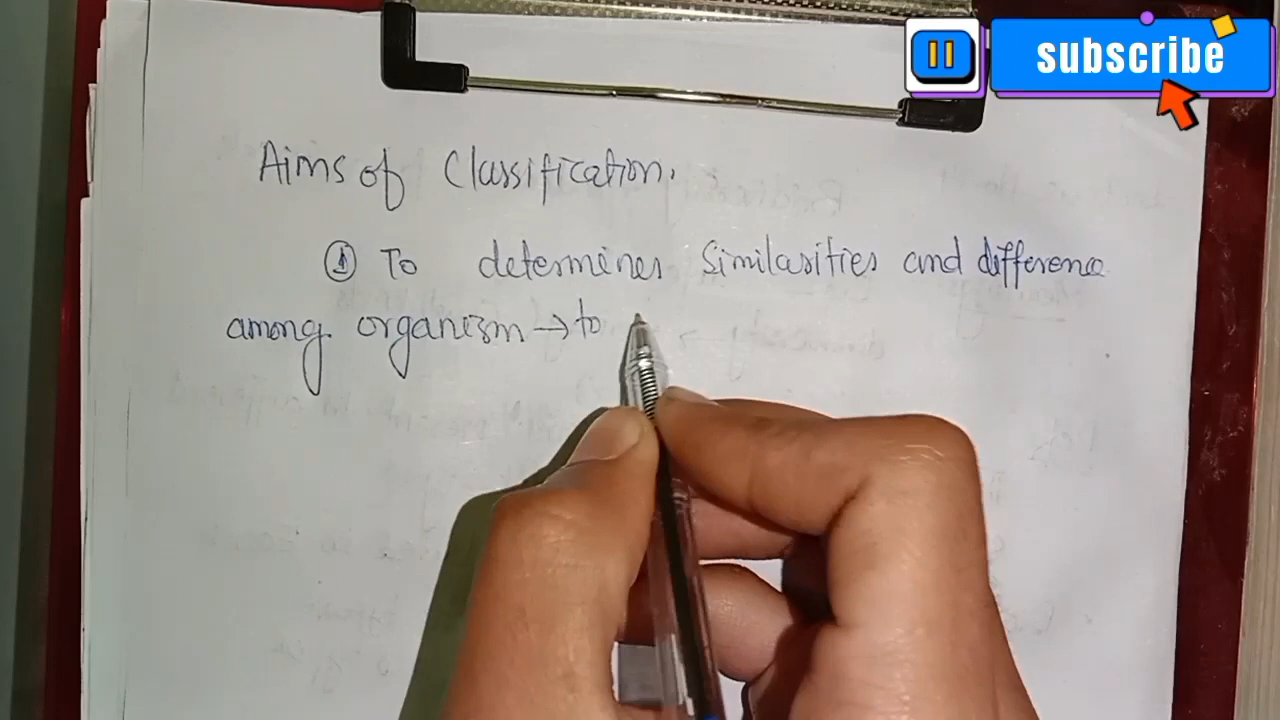 subscribe
Aims of Classification.
① To determines Similarities and difference
among organism → to